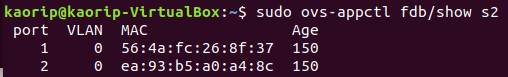 kaorip@kaorip-VirtualBox:~$ sudo ovs-appctl fdb/show s2
port VLAN MAC Age
1 0 56:4a:fc:26:8f:37 150
2 0 ea:93:b5:a0:a4:8c 150